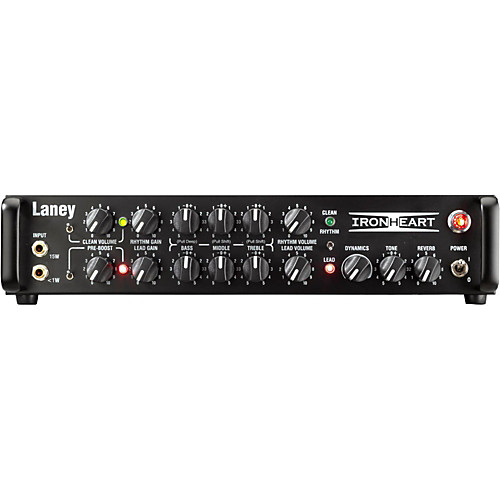 Laney
CLEAN
IRONHEART
RHYTHM
INPUT
CLEAN VOLUME
RHYTHM GAIN
(Pull Deep)
(Pull Shift)
(Pull Shift)
RHYTHM VOLUME
PRE-BOOST
LEAD GAIN
BASS
MIDDLE
TREBLE
LEAD VOLUME
LEAD
DYNAMICS
TONE
REVERB
POWER
15W
<1W
0